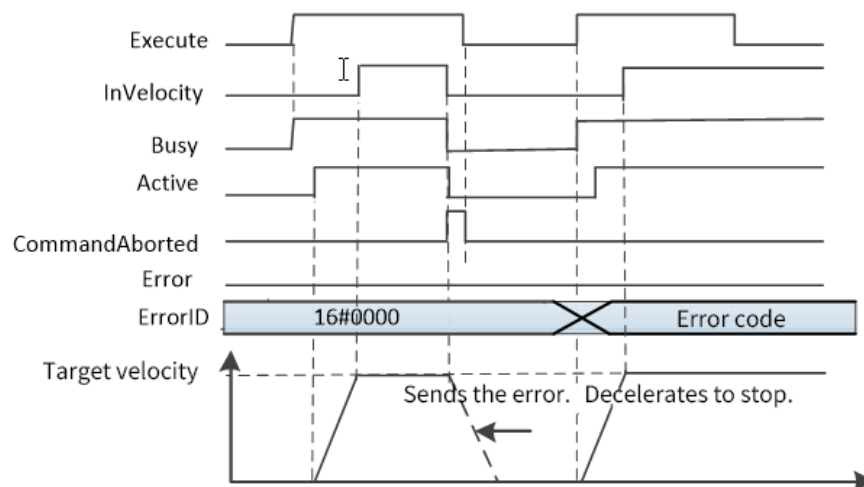 Execute
InVelocity
Busy
Active
CommandAborted
Error
ErrorID 16#0000 Error code
Target velocity
Sends the error. Decelerates to stop.